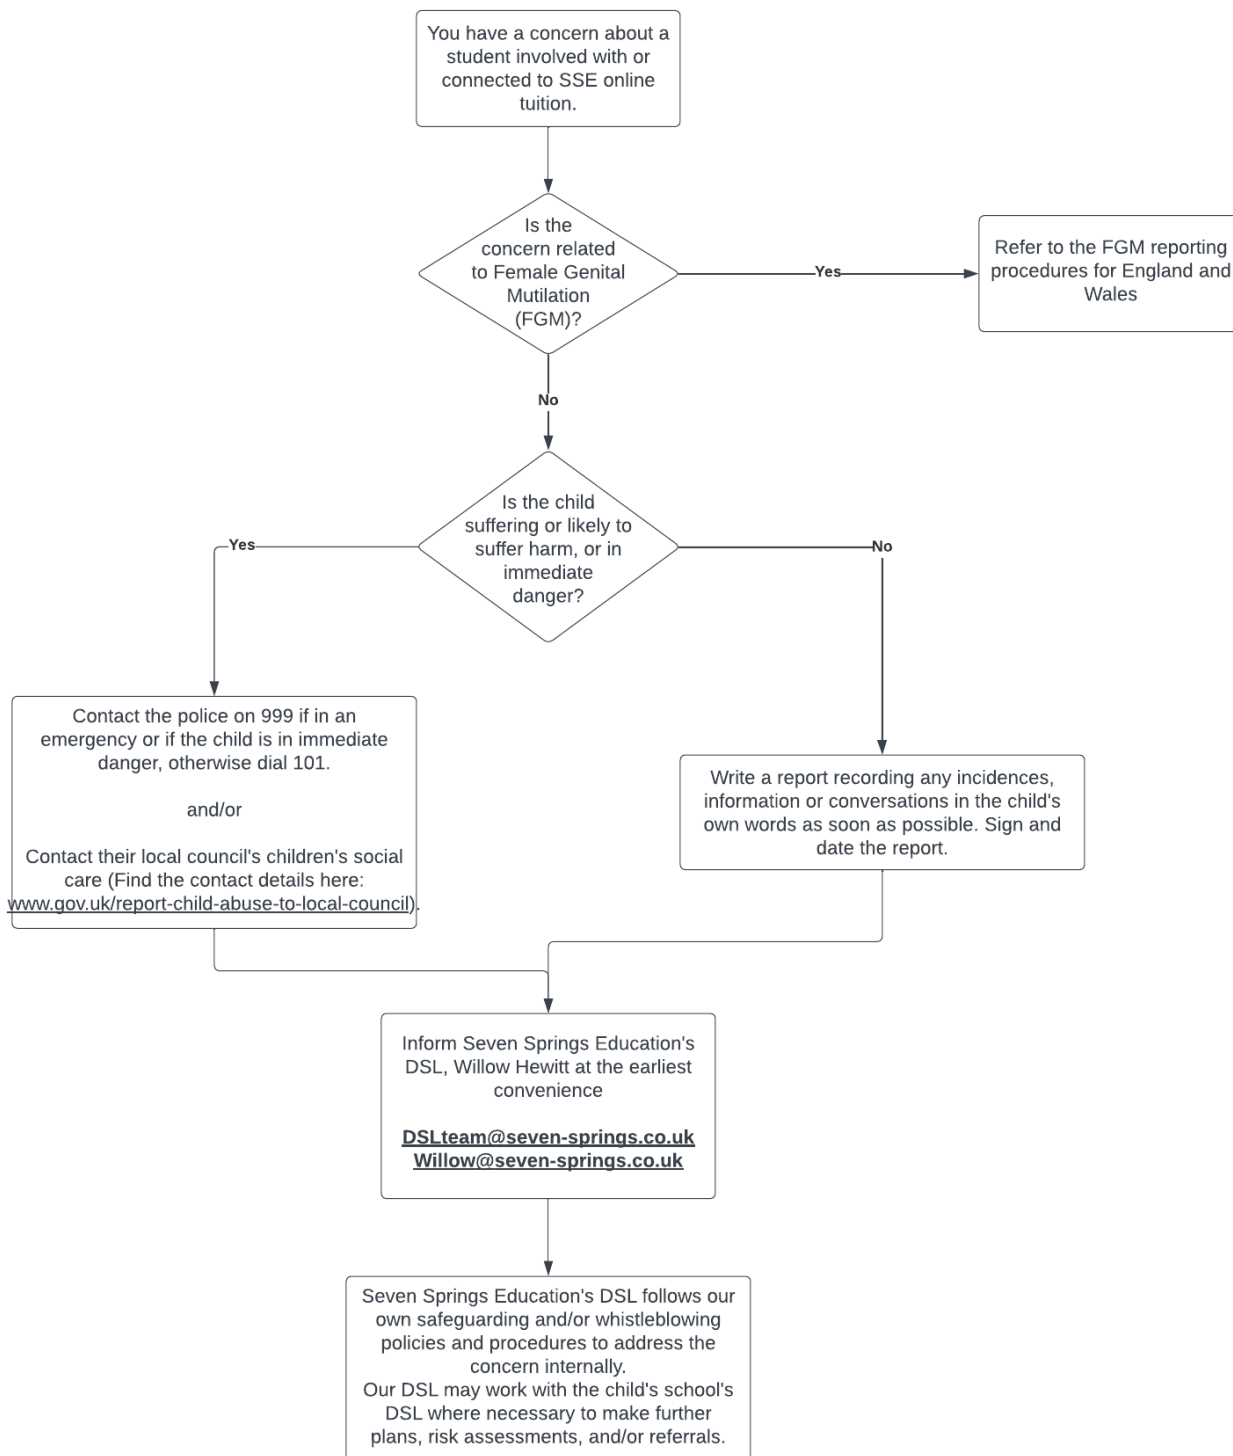 You have a concern about a
student involved with or
connected to SSE online
tuition.
Is the
concern related
to Female Genital
Mutilation
(FGM)?
Yes
Refer to the FGM reporting
procedures for England and
Wales
No
Is the child
suffering or likely to
suffer harm, or in
immediate
danger?
Yes
No
Contact the police on 999 if in an
emergency or if the child is in immediate
danger, otherwise dial 101.
and/or
Contact their local council's children's social
care (Find the contact details here:
www.gov.uk/report-child-abuse-to-local-council).
Write a report recording any incidences,
information or conversations in the child's
own words as soon as possible. Sign and
date the report.
Inform Seven Springs Education's
DSL, Willow Hewitt at the earliest
convenience
DSLteam@seven-springs.co.uk
Willow@seven-springs.co.uk
Seven Springs Education's DSL follows our
own safeguarding and/or whistleblowing
policies and procedures to address the
concern internally.
Our DSL may work with the child's school's
DSL where necessary to make further
plans, risk assessments, and/or referrals.